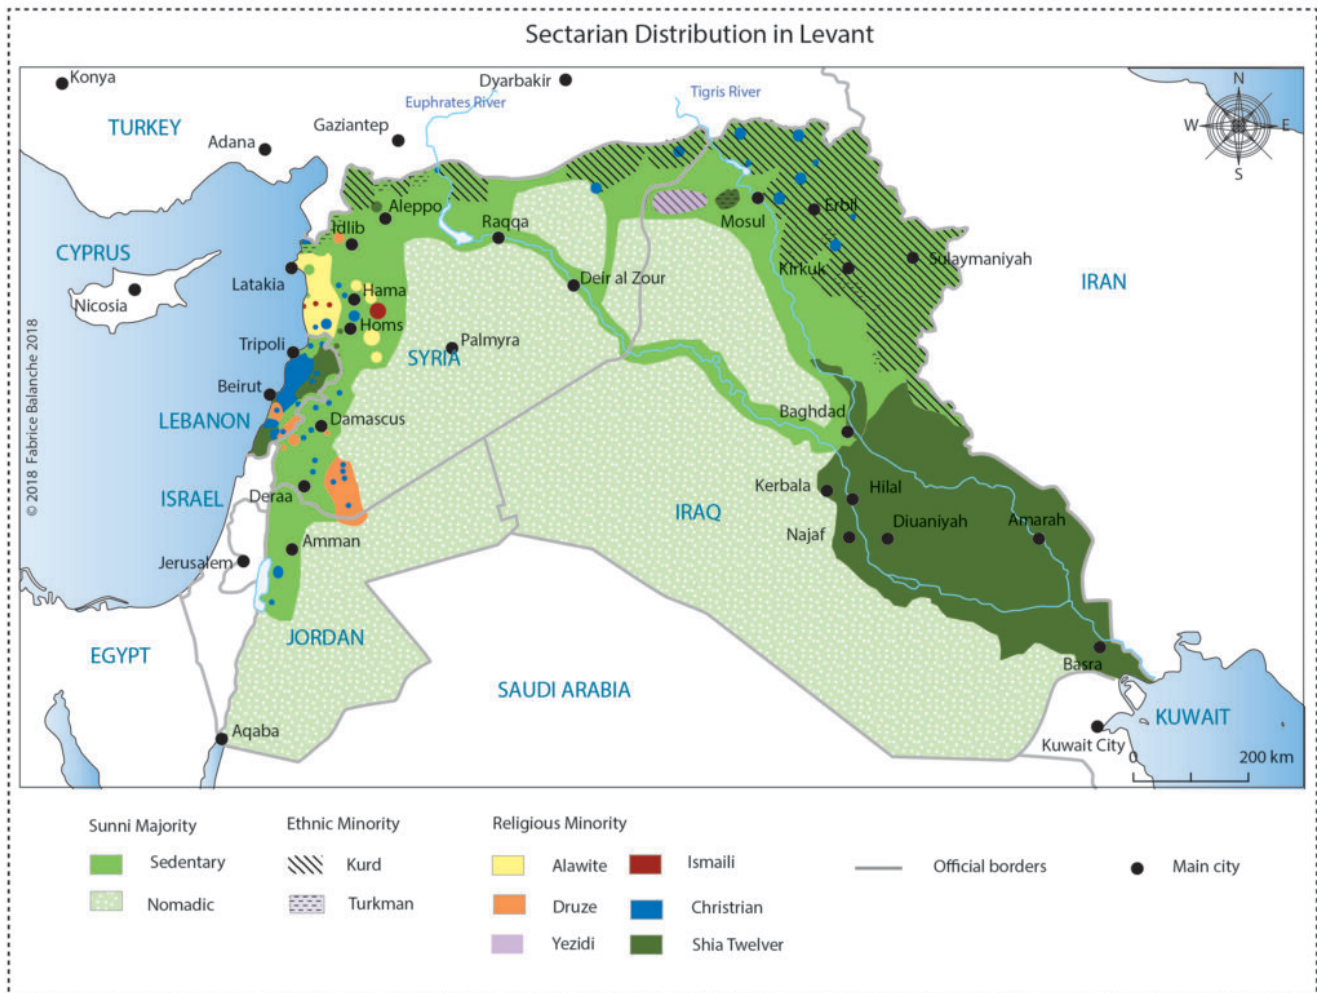 Sectarian Distribution in Levant
Konya
Dyarbakir
Tigris River
Euphrates River
N
W
E
S
TURKEY
Gaziantep
Adana
Aleppo
Idlib
Raqqa
Mosul
Erbil
CYPRUS
Latakia
Hama
Deir al Zour
Kirkuk
Sulaymaniyah
IRAN
Nicosia
Homs
Tripoli
SYRIA
Palmyra
Beirut
LEBANON
Damascus
Baghdad
ISRAEL
Deraa
Kerbala
Hilal
IRAQ
Najaf
Diuaniyah
Amarah
Jerusalem
Amman
JORDAN
EGYPT
SAUDI ARABIA
Basra
KUWAIT
Aqaba
Kuwait City
0
200 km
© 2018 Fabrice Balanche 2018
Sunni Majority
Sedentary
Nomadic
Ethnic Minority
Kurd
Turkman
Religious Minority
Alawite
Druze
Yezidi
Ismaili
Christrian
Shia Twelver
Official borders
Main city